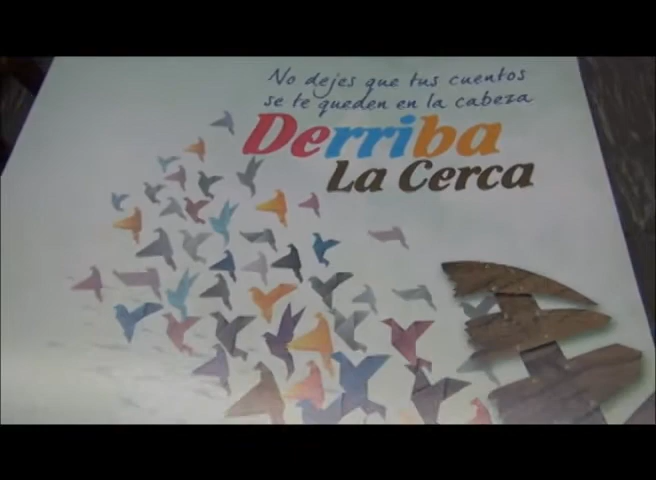 No dejes que tus cuentos
se te queden en la cabeza
Derriba
La Cerca